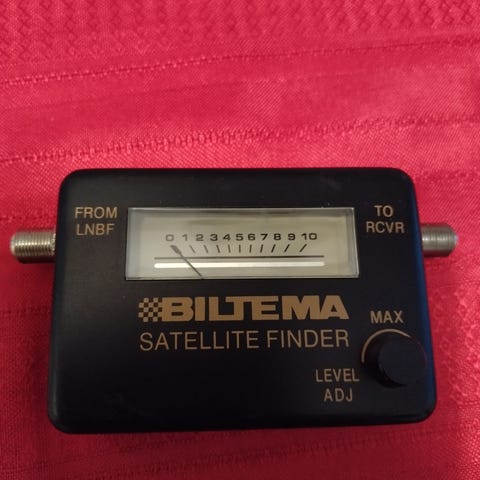 FROM
LNBF
0 1 2 3 4 5 6 7 8 9 10
TO
RCVR
BILTEMA
SATELLITE FINDER
MAX
LEVEL
ADJ